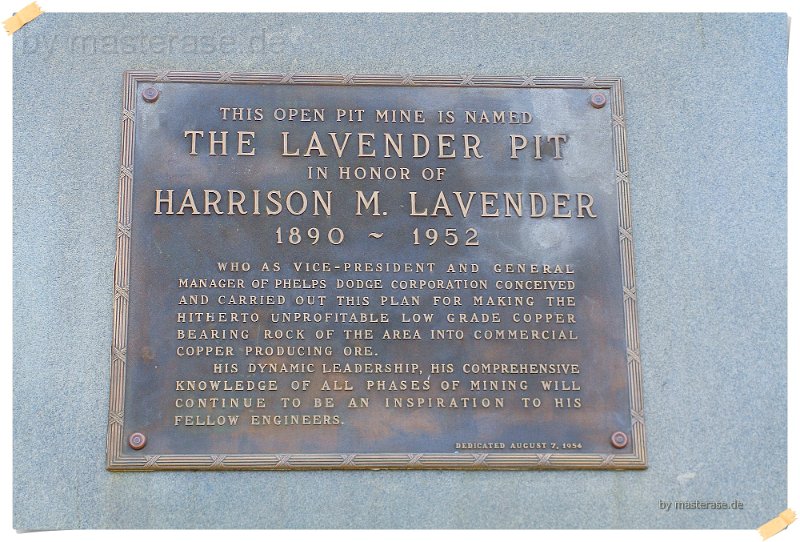 by masterase.de
THIS OPEN PIT MINE IS NAMED
THE LAVENDER PIT
IN HONOR OF
HARRISON M. LAVENDER
1890 ~ 1952
WHO AS VICE-PRESIDENT AND GENERAL
MANAGER OF PHELPS DODGE CORPORATION CONCEIVED
AND CARRIED OUT THIS PLAN FOR MAKING THE
HITHERTO UNPROFITABLE LOW GRADE COPPER
BEARING ROCK OF THE AREA INTO COMMERCIAL
COPPER PRODUCING ORE.
HIS DYNAMIC LEADERSHIP, HIS COMPREHENSIVE
KNOWLEDGE OF ALL PHASES OF MINING WILL
CONTINUE TO BE AN INSPIRATION TO HIS
FELLOW ENGINEERS.
DEDICATED AUGUST 7, 1954
by masterase.de